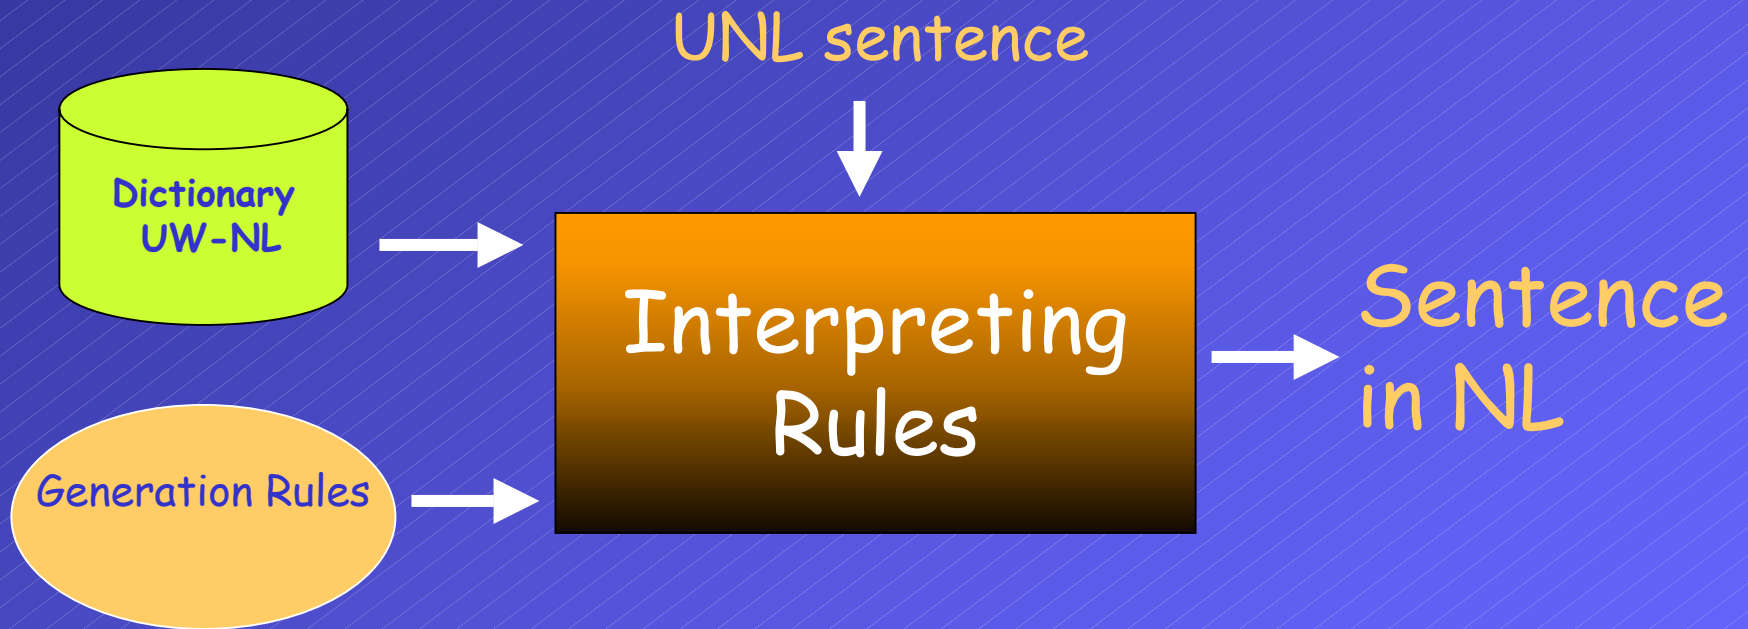 UNL sentence
Dictionary
UW-NL
Interpreting
Rules
Sentence
in NL
Generation Rules